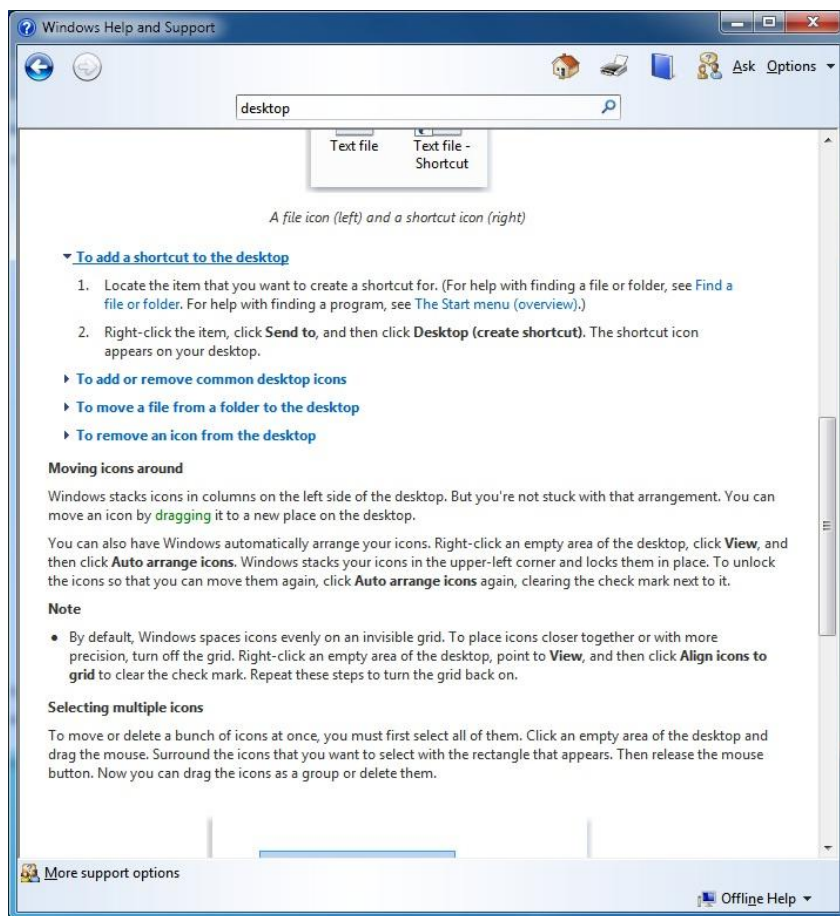 Windows Help and Support
Ask Options
desktop
Text file Text file -
Shortcut
A file icon (left) and a shortcut icon (right)
To add a shortcut to the desktop
1. Locate the item that you want to create a shortcut for. (For help with finding a file or folder, see Find a
file or folder. For help with finding a program, see The Start menu (overview).)
2. Right-click the item, click Send to, and then click Desktop (create shortcut). The shortcut icon
appears on your desktop.
To add or remove common desktop icons
To move a file from a folder to the desktop
To remove an icon from the desktop
Moving icons around
Windows stacks icons in columns on the left side of the desktop. But you're not stuck with that arrangement. You can
move an icon by dragging it to a new place on the desktop.
You can also have Windows automatically arrange your icons. Right-click an empty area of the desktop, click View, and
then click Auto arrange icons. Windows stacks your icons in the upper-left corner and locks them in place. To unlock
the icons so that you can move them again, click Auto arrange icons again, clearing the check mark next to it.
Note
• By default, Windows spaces icons evenly on an invisible grid. To place icons closer together or with more
precision, turn off the grid. Right-click an empty area of the desktop, point to View, and then click Align icons to
grid to clear the check mark. Repeat these steps to turn the grid back on.
Selecting multiple icons
To move or delete a bunch of icons at once, you must first select all of them. Click an empty area of the desktop and
drag the mouse. Surround the icons that you want to select with the rectangle that appears. Then release the mouse
button. Now you can drag the icons as a group or delete them.
More support options
Offline Help